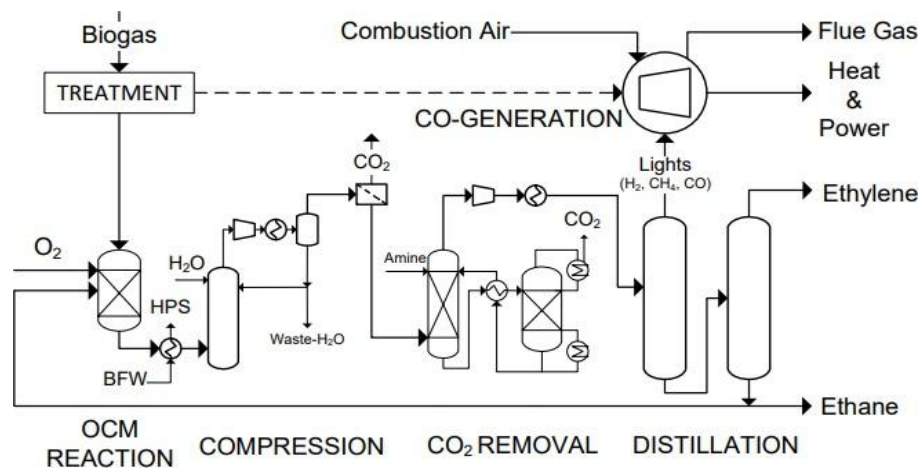 Biogas
Combustion Air
Flue Gas
TREATMENT
Heat
&
Power
CO-GENERATION
CO₂
Lights
(H₂, CH₄, CO)
Ethylene
O₂
H₂O
CO₂
Amine
HPS
Waste-H₂O
BFW
Ethane
OCM
REACTION
COMPRESSION
CO₂ REMOVAL
DISTILLATION